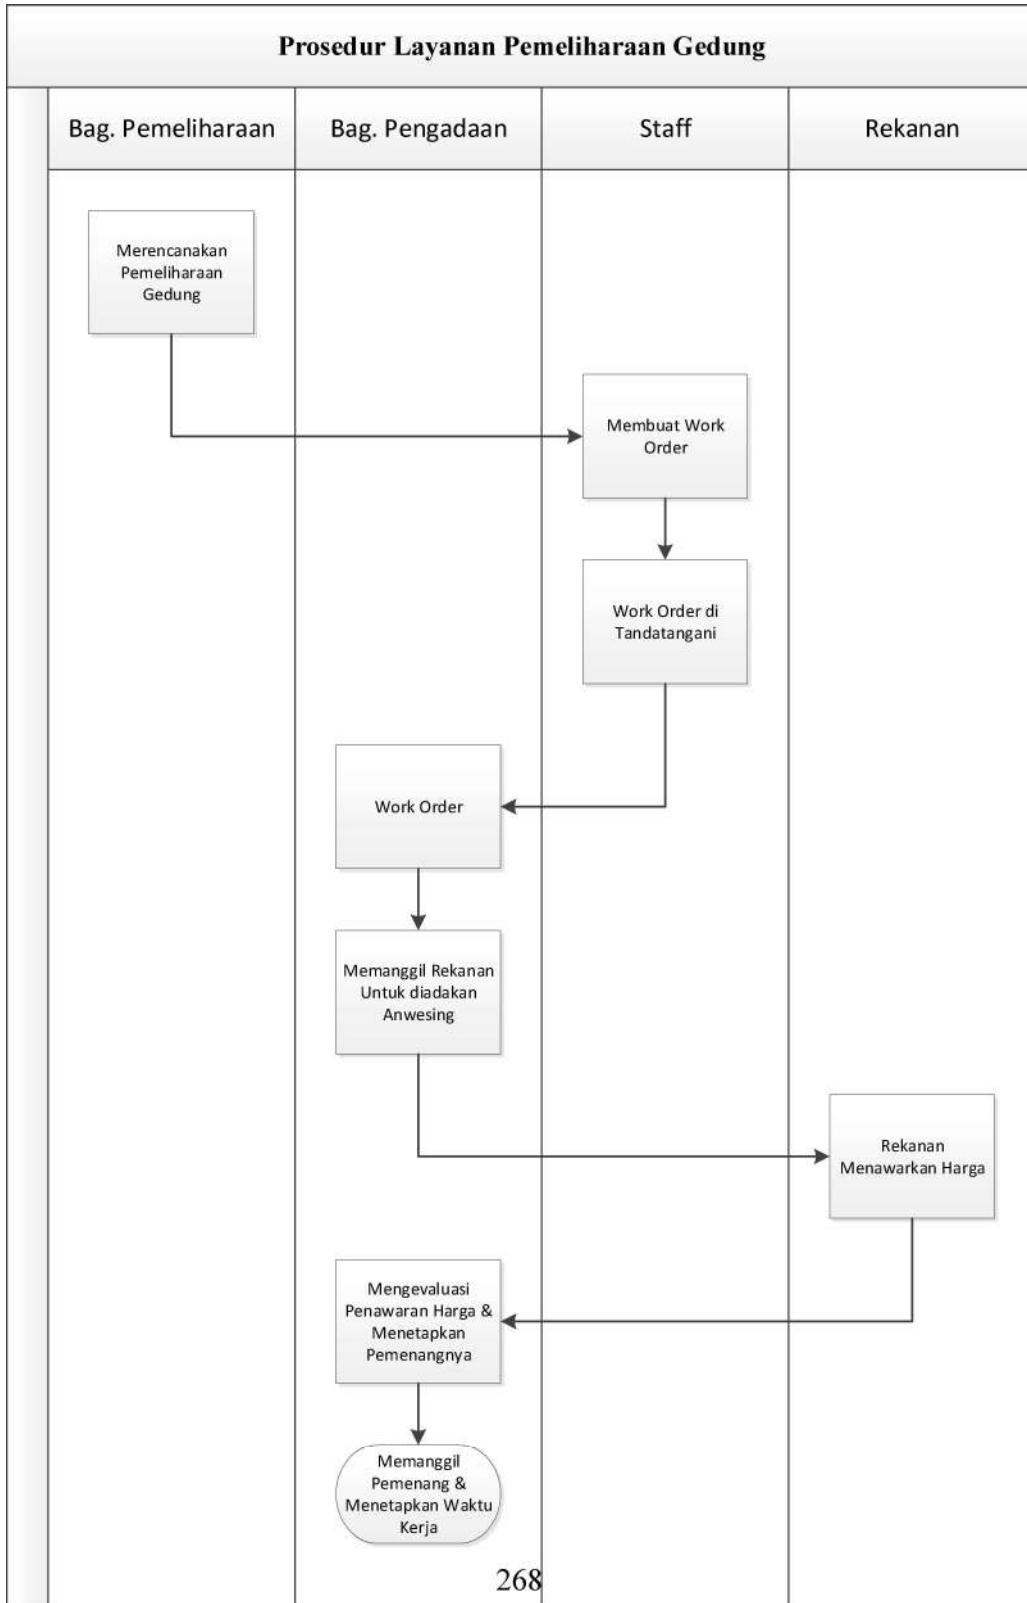 Prosedur Layanan Pemeliharaan Gedung
Bag. Pemeliharaan
Bag. Pengadaan
Staff
Rekanan
Merencanakan
Pemeliharaan
Gedung
Membuat Work
Order
Work Order di
Tandatangani
Work Order
Memanggil Rekanan
Untuk diadakan
Anwesing
Rekanan
Menawarkan Harga
Mengevaluasi
Penawaran Harga &
Menetapkan
Pemenangnya
Memanggil
Pemenang &
Menetapkan Waktu
Kerja
268